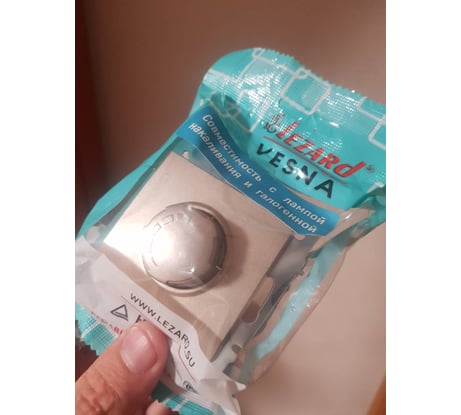 LEZARD®
VESNA
Совместимость с лампой
накаливания и галогенной
WWW.LEZARD.SU